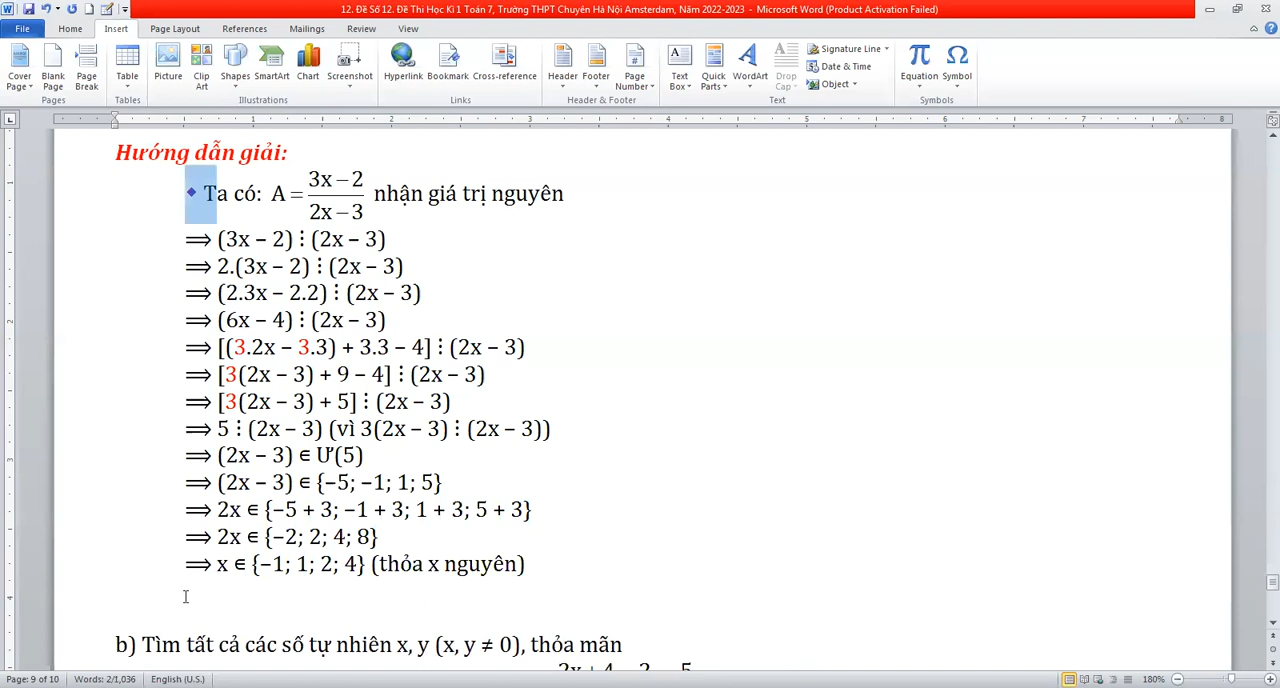 12. Đề Số 12. Đề Thi Học Kì 1 Toán 7, Trường THPT Chuyên Hà Nội Amsterdam, Năm 2022-2023 - Microsoft Word (Product Activation Failed)
File Home Insert Page Layout References Mailings Review View
Cover Page Blank Page Page Break Table Picture Clip Art Shapes SmartArt Chart Screenshot Hyperlink Bookmark Cross-reference Header Footer Page Number Text Box Quick Parts WordArt Drop Cap Signature Line Date & Time Object Equation Symbol
Pages Tables Illustrations Links Header & Footer Text Symbols
1 2 3 4 5 6 7 8
Hướng dẫn giải:
Ta có: A = (3x − 2)/(2x − 3) nhận giá trị nguyên
⟹ (3x − 2) ⋮ (2x − 3)
⟹ 2.(3x − 2) ⋮ (2x − 3)
⟹ (2.3x − 2.2) ⋮ (2x − 3)
⟹ (6x − 4) ⋮ (2x − 3)
⟹ [(3.2x − 3.3) + 3.3 − 4] ⋮ (2x − 3)
⟹ [3(2x − 3) + 9 − 4] ⋮ (2x − 3)
⟹ [3(2x − 3) + 5] ⋮ (2x − 3)
⟹ 5 ⋮ (2x − 3) (vì 3(2x − 3) ⋮ (2x − 3))
⟹ (2x − 3) ∈ Ư(5)
⟹ (2x − 3) ∈ {−5; −1; 1; 5}
⟹ 2x ∈ {−5 + 3; −1 + 3; 1 + 3; 5 + 3}
⟹ 2x ∈ {−2; 2; 4; 8}
⟹ x ∈ {−1; 1; 2; 4} (thỏa x nguyên)
b) Tìm tất cả các số tự nhiên x, y (x, y ≠ 0), thỏa mãn
Page: 9 of 10 Words: 2/1,036 English (U.S.) 180%